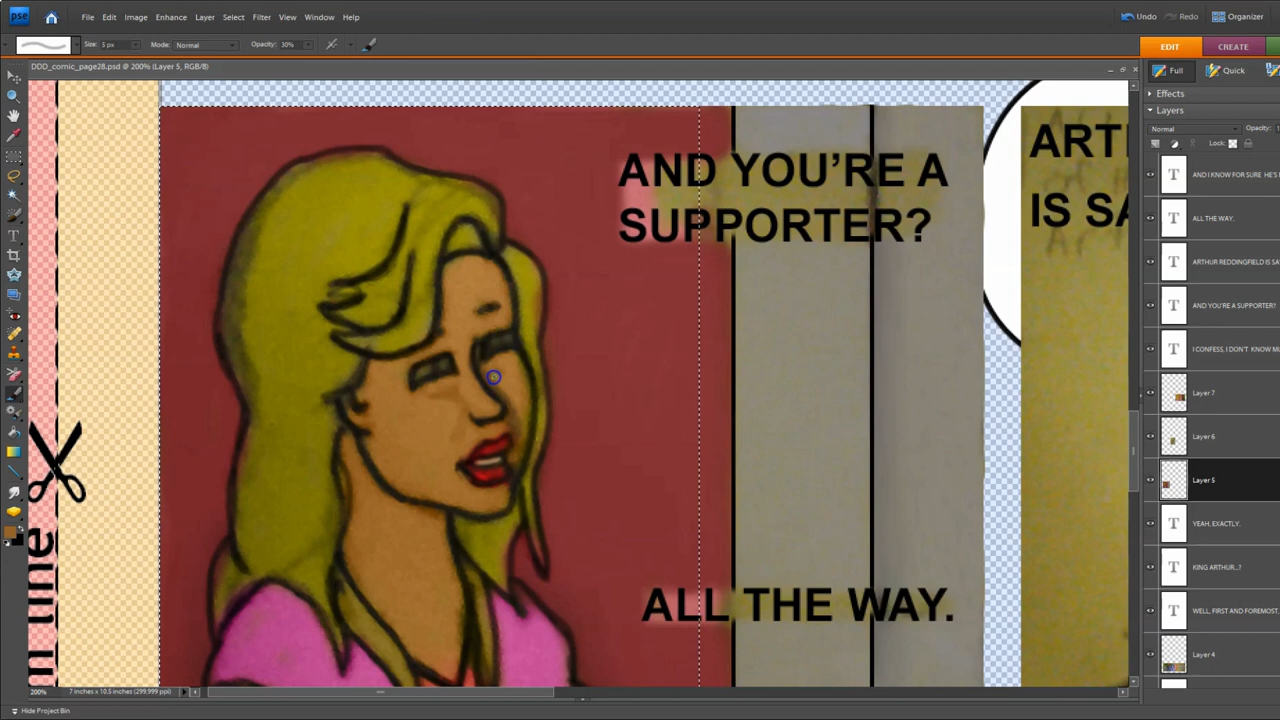 pse
File Edit Image Enhance Layer Select Filter View Window Help
Undo Redo Organizer
Size: 5 px Mode: Normal Opacity: 30%
EDIT CREATE
DDD_comic_page28.psd @ 200% (Layer 5, RGB/8)
Full Quick
Effects
Layers
Normal Opacity: 1
Lock:
AND I KNOW FOR SURE HE'S
ALL THE WAY.
ARTHUR REDDINGFIELD IS SA
AND YOU'RE A SUPPORTER?
I CONFESS, I DON'T KNOW M
Layer 7
Layer 6
Layer 5
YEAH, EXACTLY.
KING ARTHUR...?
WELL, FIRST AND FOREMOST,
Layer 4
AND YOU’RE A
SUPPORTER?
ART
IS SA
ALL THE WAY.
m line
200% 7 inches x 10.5 inches (299.999 ppi)
Hide Project Bin